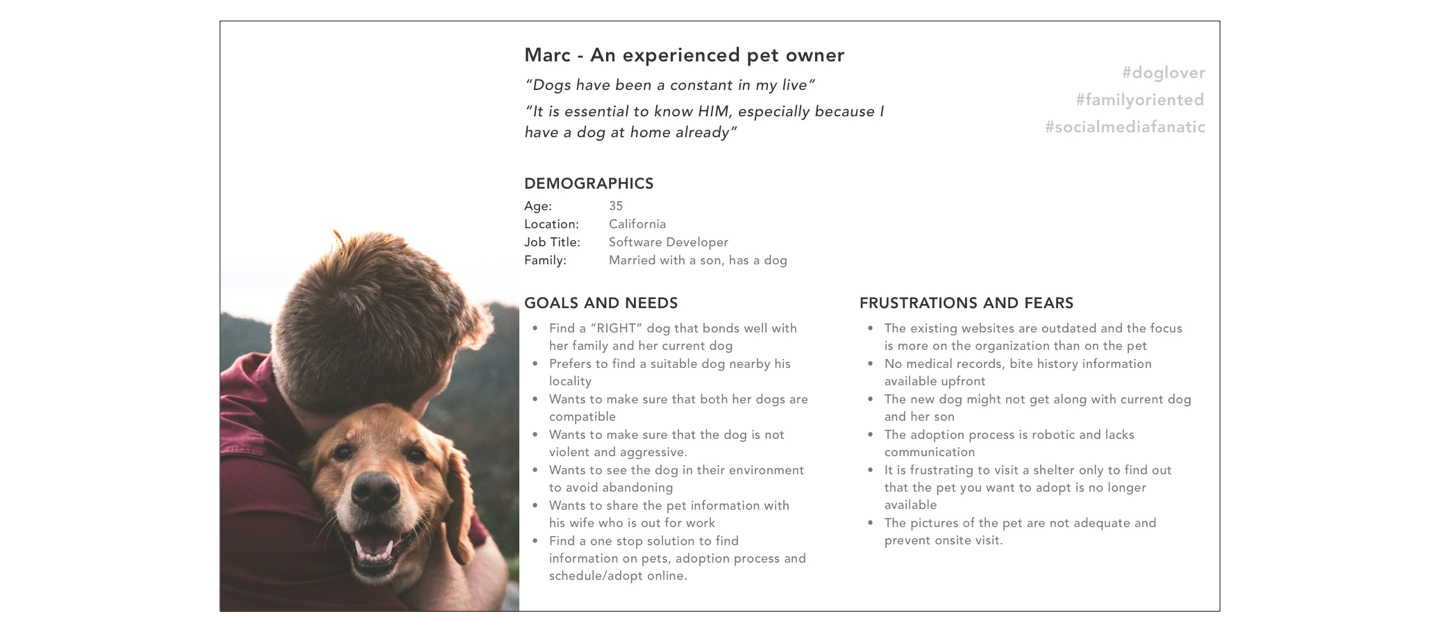 Marc - An experienced pet owner
“Dogs have been a constant in my live”
“It is essential to know HIM, especially because I
have a dog at home already”
#doglover
#familyoriented
#socialmediafanatic
DEMOGRAPHICS
Age: 35
Location: California
Job Title: Software Developer
Family: Married with a son, has a dog
GOALS AND NEEDS
• Find a “RIGHT” dog that bonds well with
her family and her current dog
• Prefers to find a suitable dog nearby his
locality
• Wants to make sure that both her dogs are
compatible
• Wants to make sure that the dog is not
violent and aggressive.
• Wants to see the dog in their environment
to avoid abandoning
• Wants to share the pet information with
his wife who is out for work
• Find a one stop solution to find
information on pets, adoption process and
schedule/adopt online.
FRUSTRATIONS AND FEARS
• The existing websites are outdated and the focus
is more on the organization than on the pet
• No medical records, bite history information
available upfront
• The new dog might not get along with current dog
and her son
• The adoption process is robotic and lacks
communication
• It is frustrating to visit a shelter only to find out
that the pet you want to adopt is no longer
available
• The pictures of the pet are not adequate and
prevent onsite visit.